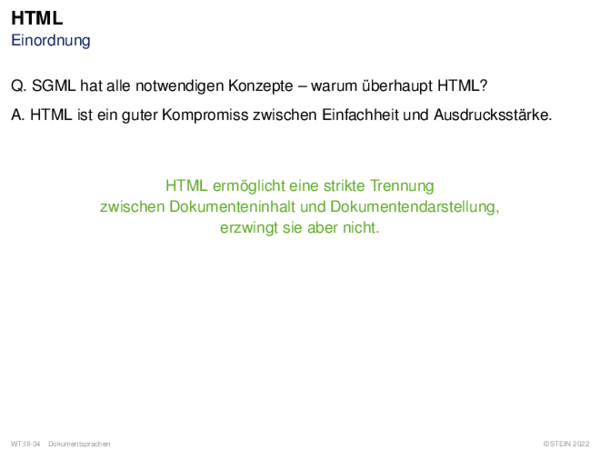 HTML
Einordnung
Q. SGML hat alle notwendigen Konzepte – warum überhaupt HTML?
A. HTML ist ein guter Kompromiss zwischen Einfachheit und Ausdrucksstärke.
HTML ermöglicht eine strikte Trennung
zwischen Dokumenteninhalt und Dokumentendarstellung,
erzwingt sie aber nicht.
WT:III-34 Dokumentsprachen
©STEIN 2022